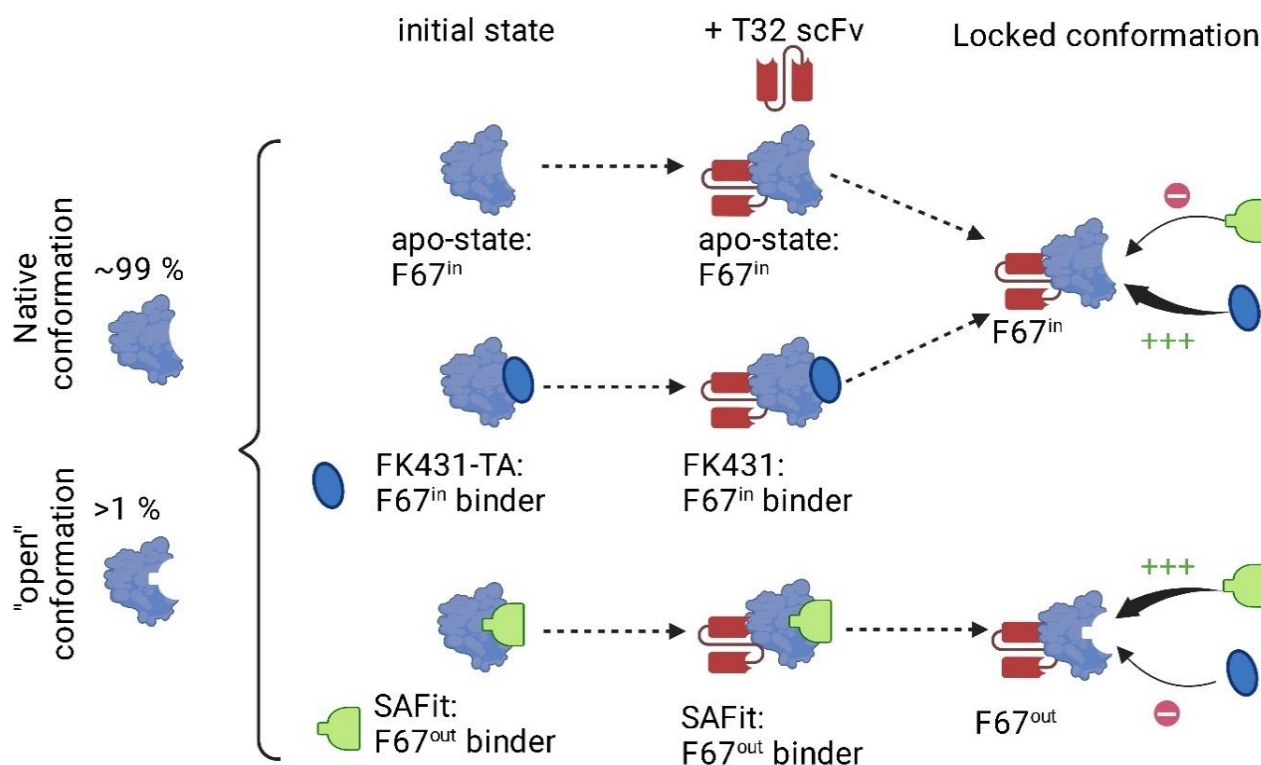 initial state
+ T32 scFv
Locked conformation
Native
conformation
~99 %
"open"
conformation
>1 %
apo-state:
F67ⁱⁿ
apo-state:
F67ⁱⁿ
F67ⁱⁿ
−
+++
FK431-TA:
F67ⁱⁿ binder
FK431:
F67ⁱⁿ binder
SAFit:
F67ᵒᵘᵗ binder
SAFit:
F67ᵒᵘᵗ binder
F67ᵒᵘᵗ
+++
−